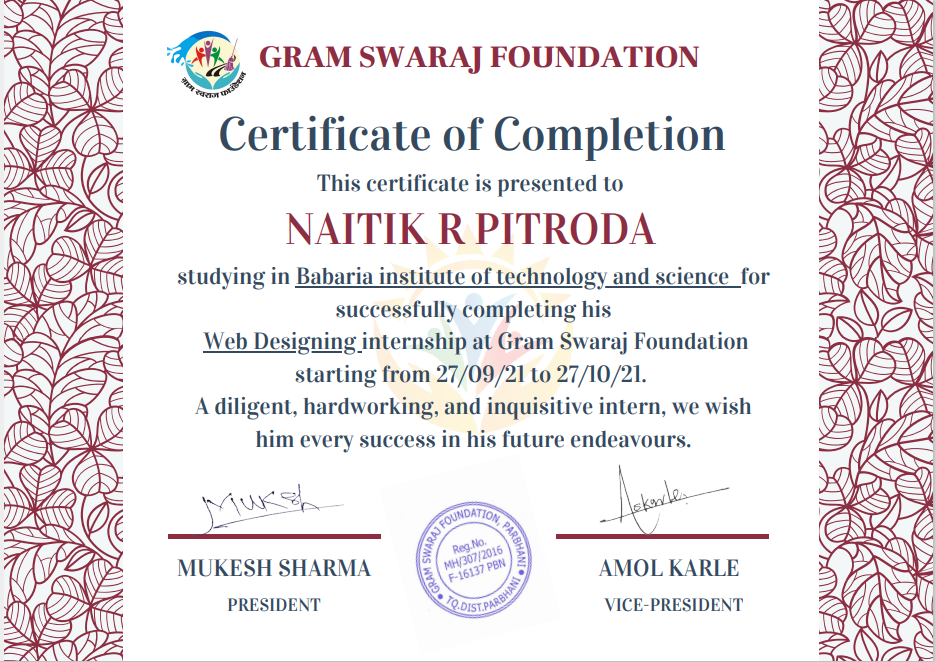 ग्राम स्वराज फाउंडेशन
GRAM SWARAJ FOUNDATION
Certificate of Completion
This certificate is presented to
NAITIK R PITRODA
studying in Babaria institute of technology and science for
successfully completing his
Web Designing internship at Gram Swaraj Foundation
starting from 27/09/21 to 27/10/21.
A diligent, hardworking, and inquisitive intern, we wish
him every success in his future endeavours.
Mukesh
AoKarle
GRAM SWARAJ FOUNDATION, PARBHANI
Reg.No.
MH/307/2016
F-16137 PBN
TQ.DIST.PARBHANI
MUKESH SHARMA
AMOL KARLE
PRESIDENT
VICE-PRESIDENT